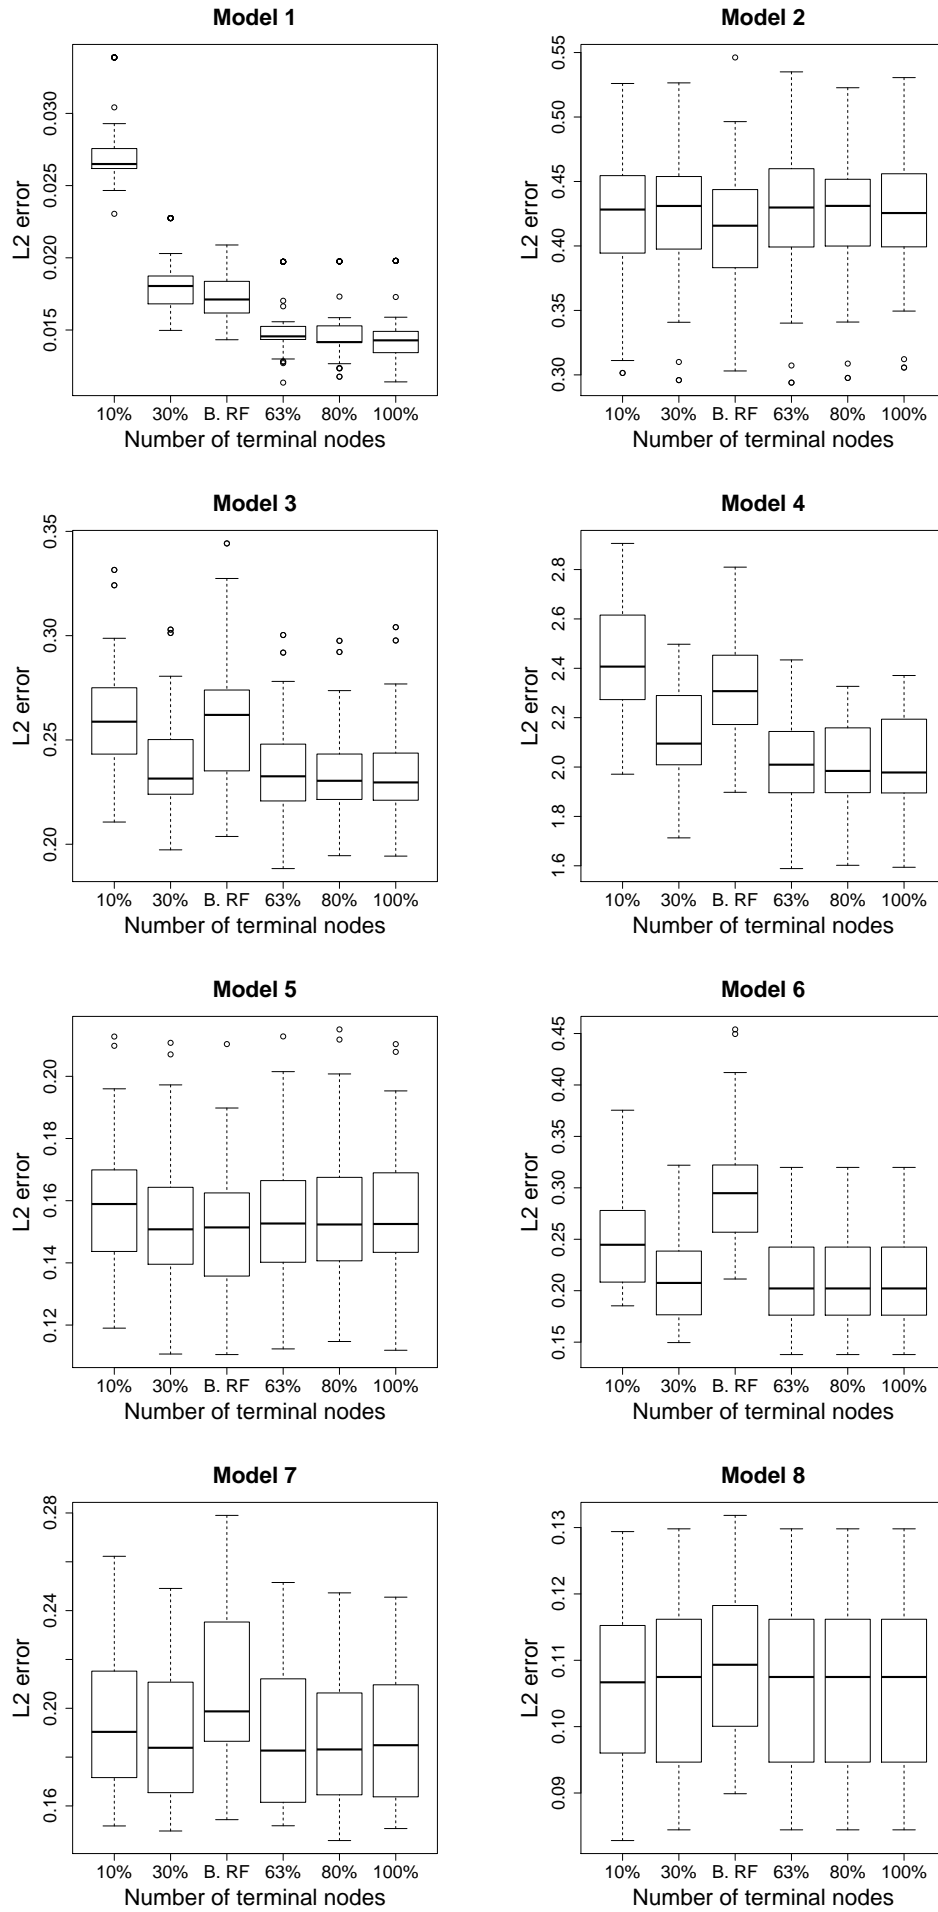 Model 1
L2 error
0.015 0.020 0.025 0.030
10% 30% B. RF 63% 80% 100%
Number of terminal nodes
Model 2
L2 error
0.30 0.35 0.40 0.45 0.50 0.55
10% 30% B. RF 63% 80% 100%
Number of terminal nodes
Model 3
L2 error
0.20 0.25 0.30 0.35
10% 30% B. RF 63% 80% 100%
Number of terminal nodes
Model 4
L2 error
1.6 1.8 2.0 2.2 2.4 2.6 2.8
10% 30% B. RF 63% 80% 100%
Number of terminal nodes
Model 5
L2 error
0.12 0.14 0.16 0.18 0.20
10% 30% B. RF 63% 80% 100%
Number of terminal nodes
Model 6
L2 error
0.15 0.20 0.25 0.30 0.35 0.40 0.45
10% 30% B. RF 63% 80% 100%
Number of terminal nodes
Model 7
L2 error
0.16 0.20 0.24 0.28
10% 30% B. RF 63% 80% 100%
Number of terminal nodes
Model 8
L2 error
0.09 0.10 0.11 0.12 0.13
10% 30% B. RF 63% 80% 100%
Number of terminal nodes